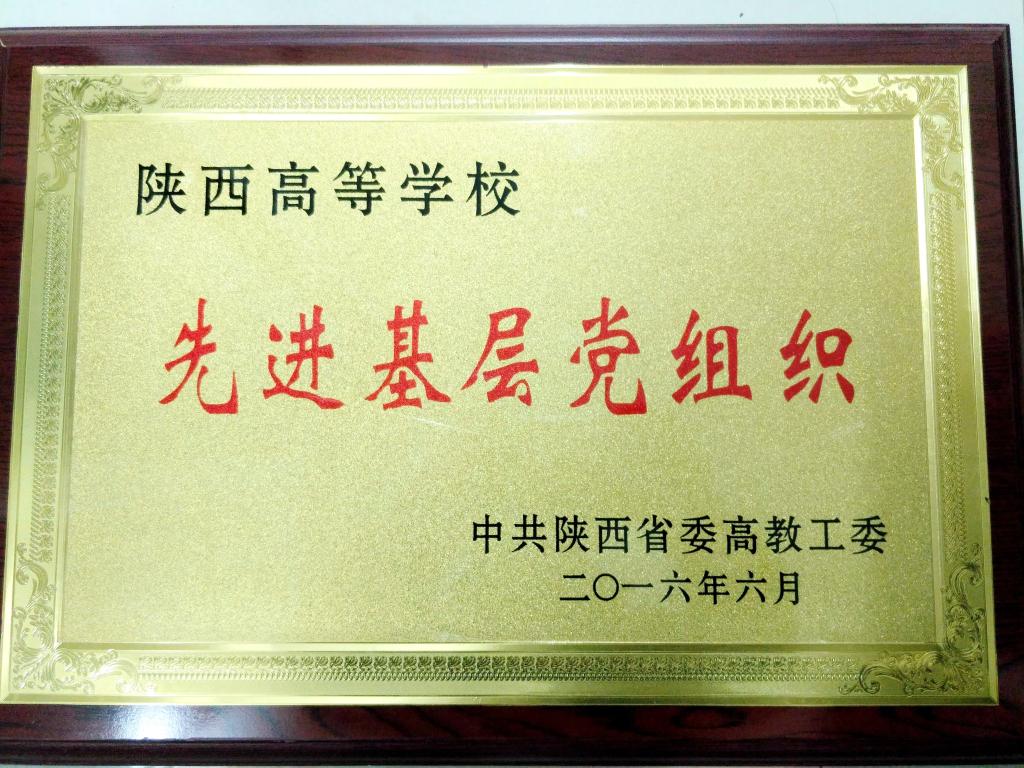 陕西高等学校
先进基层党组织
中共陕西省委高教工委
二〇一六年六月